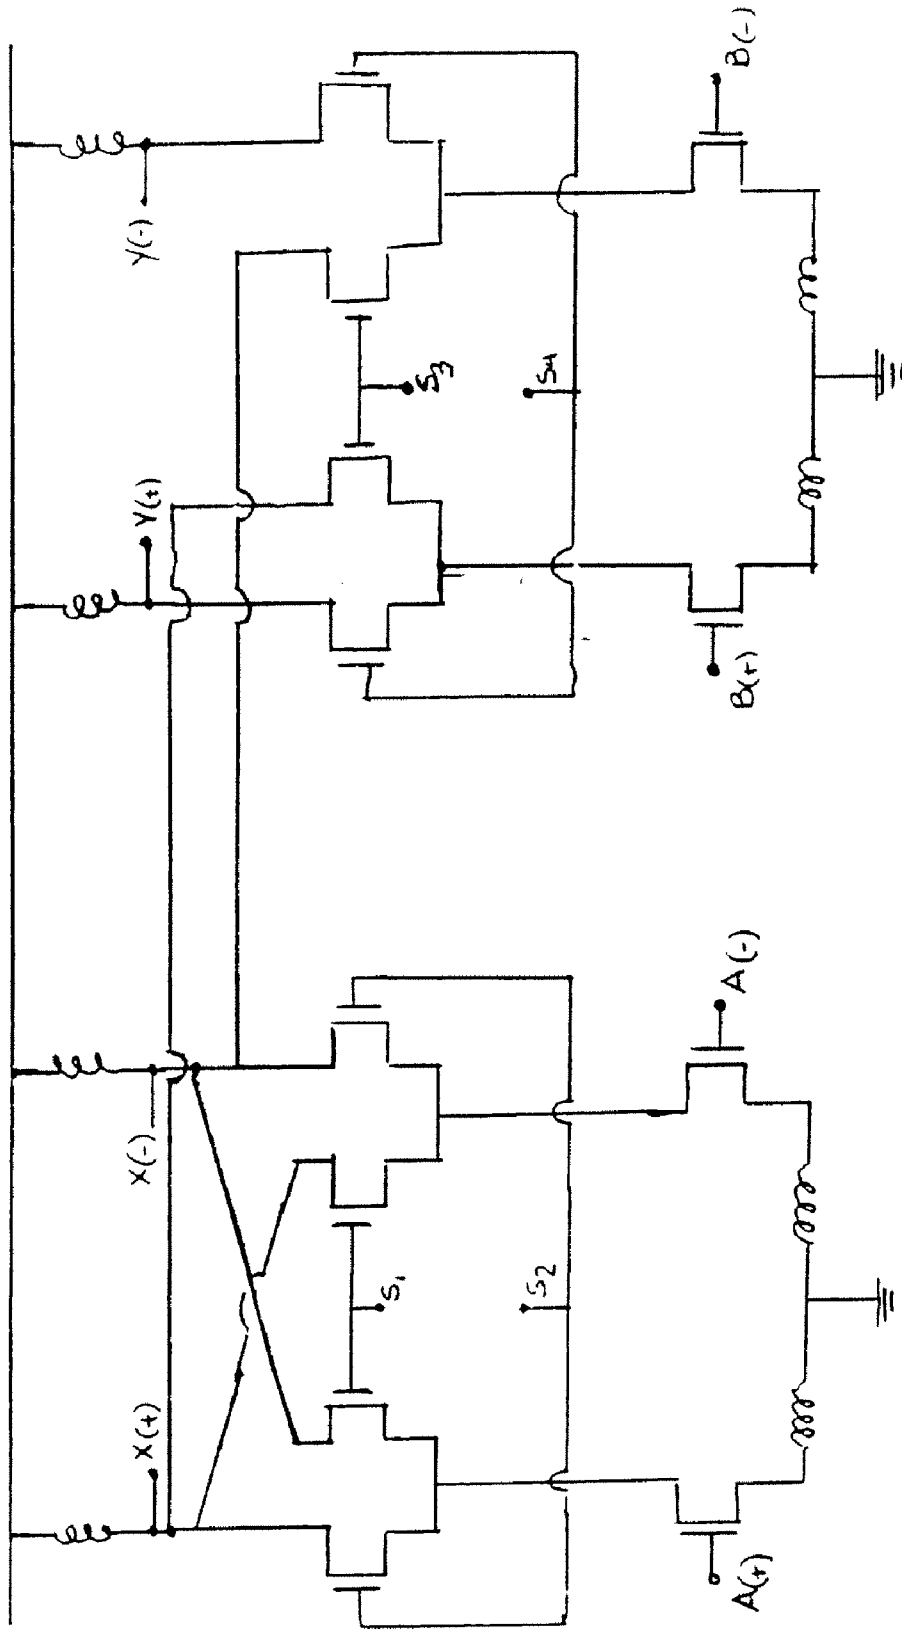 X(+)
X(-)
Y(+)
Y(-)
S1
S2
S3
S4
A(+)
A(-)
B(+)
B(-)